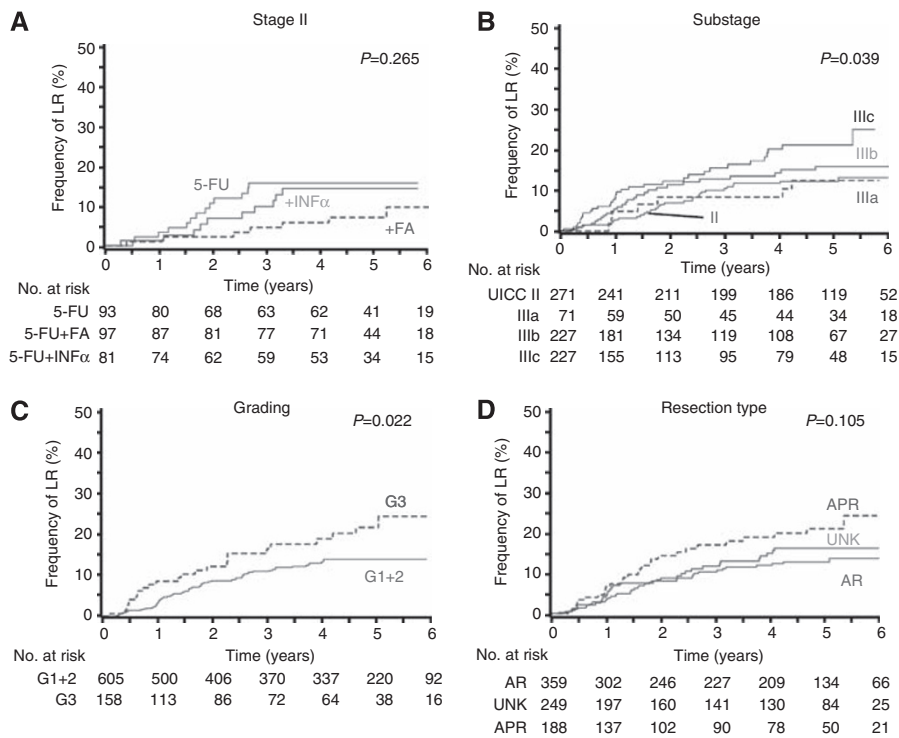 A
Stage II
P=0.265
Frequency of LR (%)
50
40
30
20
10
0
5-FU
+INFα
+FA
0 1 2 3 4 5 6
Time (years)
No. at risk
5-FU 93 80 68 63 62 41 19
5-FU+FA 97 87 81 77 71 44 18
5-FU+INFα 81 74 62 59 53 34 15
B
Substage
P=0.039
Frequency of LR (%)
50
40
30
20
10
0
IIIc
IIIb
IIIa
II
0 1 2 3 4 5 6
Time (years)
No. at risk
UICC II 271 241 211 199 186 119 52
IIIa 71 59 50 45 44 34 18
IIIb 227 181 134 119 108 67 27
IIIc 227 155 113 95 79 48 15
C
Grading
P=0.022
Frequency of LR (%)
50
40
30
20
10
0
G3
G1+2
0 1 2 3 4 5 6
Time (years)
No. at risk
G1+2 605 500 406 370 337 220 92
G3 158 113 86 72 64 38 16
D
Resection type
P=0.105
Frequency of LR (%)
50
40
30
20
10
0
APR
UNK
AR
0 1 2 3 4 5 6
Time (years)
No. at risk
AR 359 302 246 227 209 134 66
UNK 249 197 160 141 130 84 25
APR 188 137 102 90 78 50 21